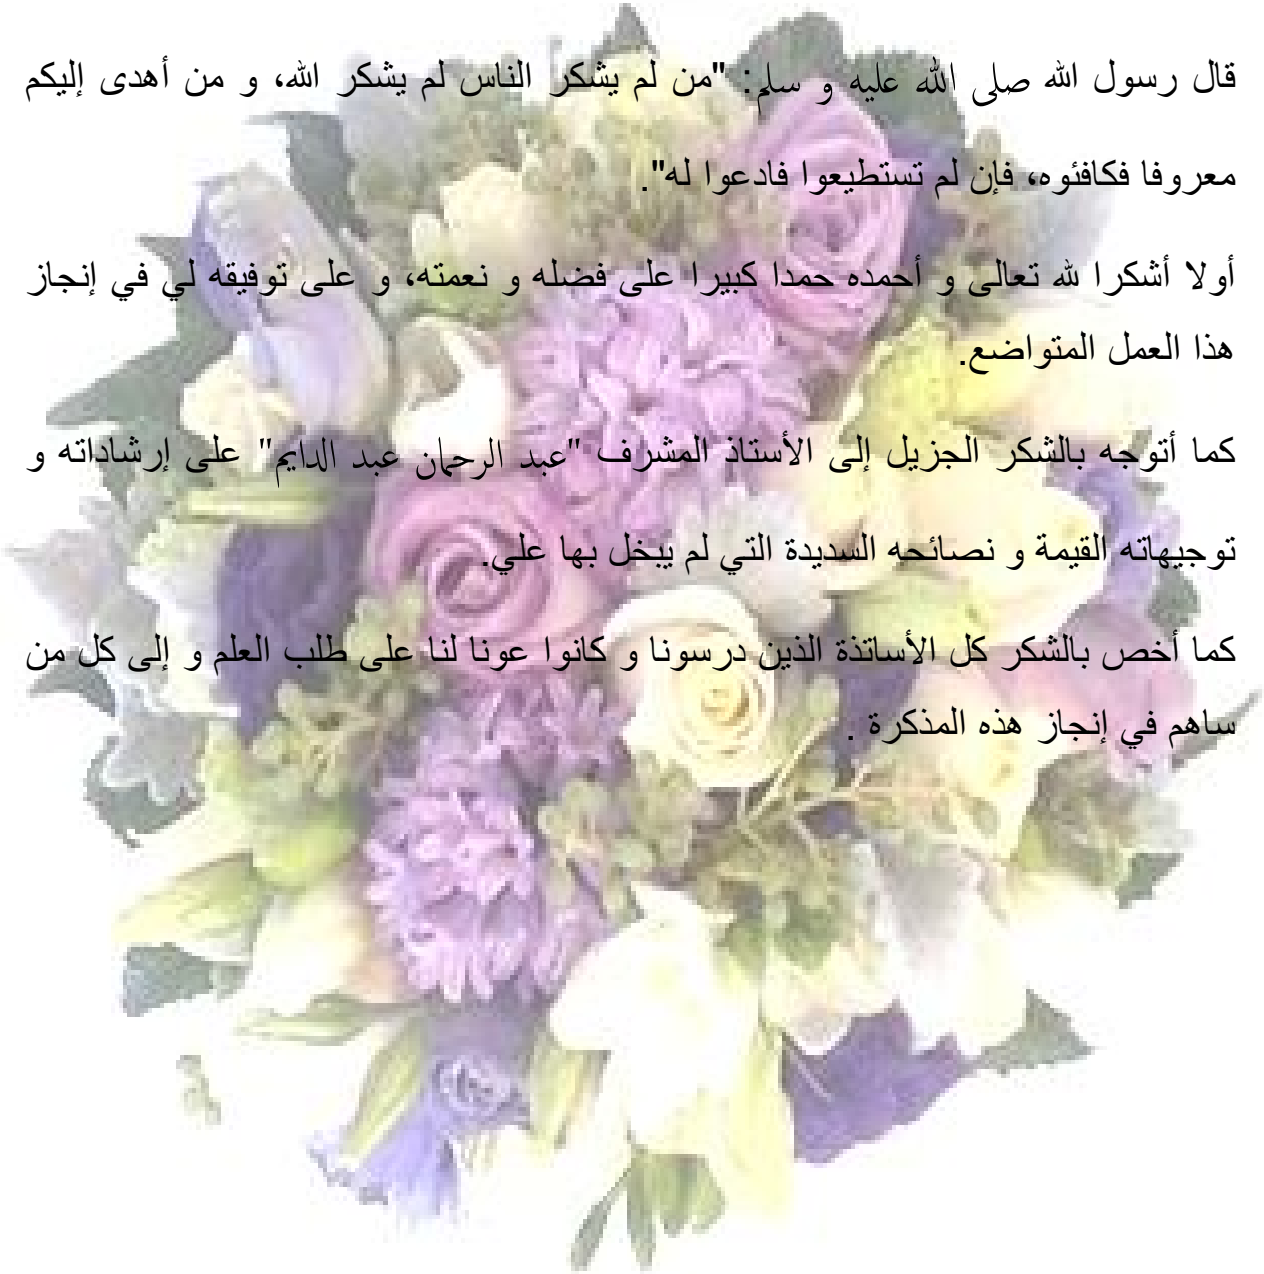 قال رسول الله صلى الله عليه و سلم: "من لم يشكر الناس لم يشكر الله، و من أهدى إليكم
معروفا فكافئوه، فإن لم تستطيعوا فادعوا له".
أولا أشكرا لله تعالى و أحمده حمدا كبيرا على فضله و نعمته، و على توفيقه لي في إنجاز
هذا العمل المتواضع.
كما أتوجه بالشكر الجزيل إلى الأستاذ المشرف "عبد الرحمان عبد الدايم" على إرشاداته و
توجيهاته القيمة و نصائحه السديدة التي لم يبخل بها علي.
كما أخص بالشكر كل الأساتذة الذين درسونا و كانوا عونا لنا على طلب العلم و إلى كل من
ساهم في إنجاز هذه المذكرة .